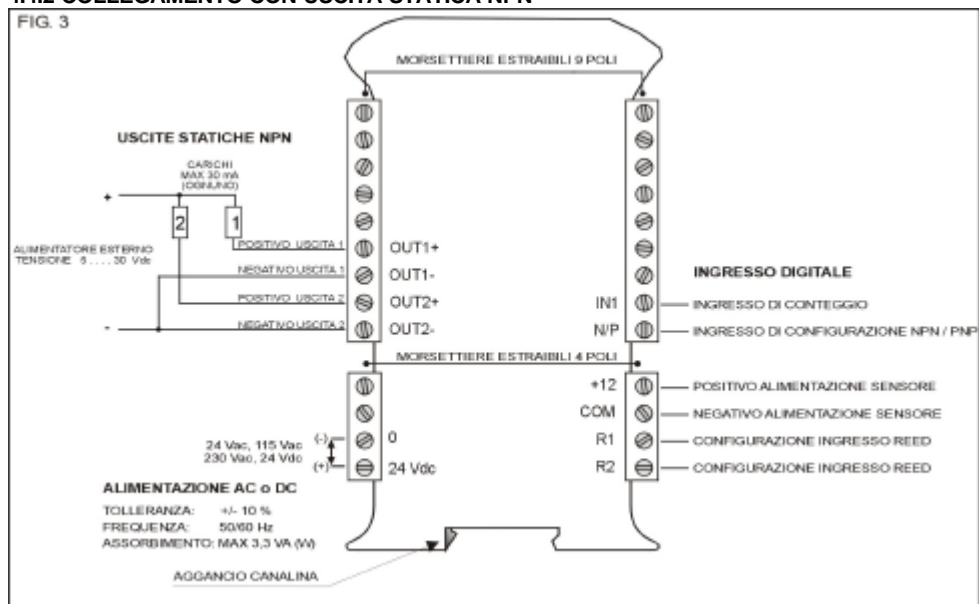 COLLEGAMENTO CON USCITA STATICA NPN
FIG. 3
MORSETTIERE ESTRAIBILI 9 POLI
USCITE STATICHE NPN
CARICHI
MAX 30 mA
(OGNUNO)
+
2
1
ALIMENTATORE ESTERNO
TENSIONE 5 .... 30 Vdc
-
POSITIVO USCITA 1
OUT1+
NEGATIVO USCITA 1
OUT1-
POSITIVO USCITA 2
OUT2+
NEGATIVO USCITA 2
OUT2-
INGRESSO DIGITALE
IN1
INGRESSO DI CONTEGGIO
N/P
INGRESSO DI CONFIGURAZIONE NPN / PNP
MORSETTIERE ESTRAIBILI 4 POLI
+12
POSITIVO ALIMENTAZIONE SENSORE
COM
NEGATIVO ALIMENTAZIONE SENSORE
R1
CONFIGURAZIONE INGRESSO REED
R2
CONFIGURAZIONE INGRESSO REED
24 Vac, 115 Vac
230 Vac, 24 Vdc
(-)
(+)
0
24 Vdc
ALIMENTAZIONE AC o DC
TOLLERANZA: +/- 10 %
FREQUENZA: 50/60 Hz
ASSORBIMENTO: MAX 3,3 VA (W)
AGGANCIO CANALINA